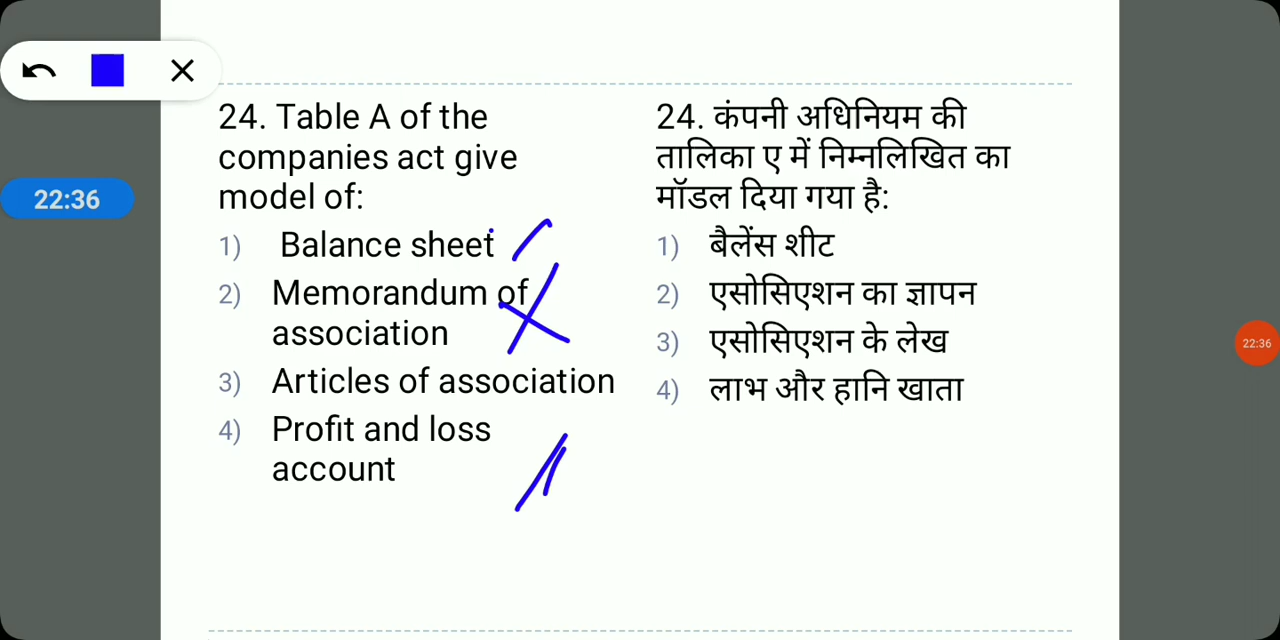 22:36
24. Table A of the
companies act give
model of:
1) Balance sheet
2) Memorandum of
association
3) Articles of association
4) Profit and loss
account
24. कंपनी अधिनियम की
तालिका ए में निम्नलिखित का
मॉडल दिया गया है:
1) बैलेंस शीट
2) एसोसिएशन का ज्ञापन
3) एसोसिएशन के लेख
4) लाभ और हानि खाता
22:36